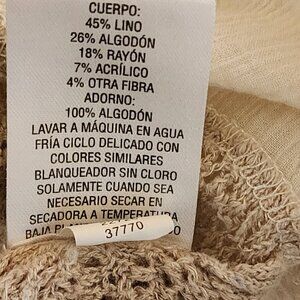 CUERPO:
45% LINO
26% ALGODÓN
18% RAYÓN
7% ACRÍLICO
4% OTRA FIBRA
ADORNO:
100% ALGODÓN
LAVAR A MÁQUINA EN AGUA
FRÍA CICLO DELICADO CON
COLORES SIMILARES
BLANQUEADOR SIN CLORO
SOLAMENTE CUANDO SEA
NECESARIO SECAR EN
SECADORA A TEMPERATURA
BAJA
37770